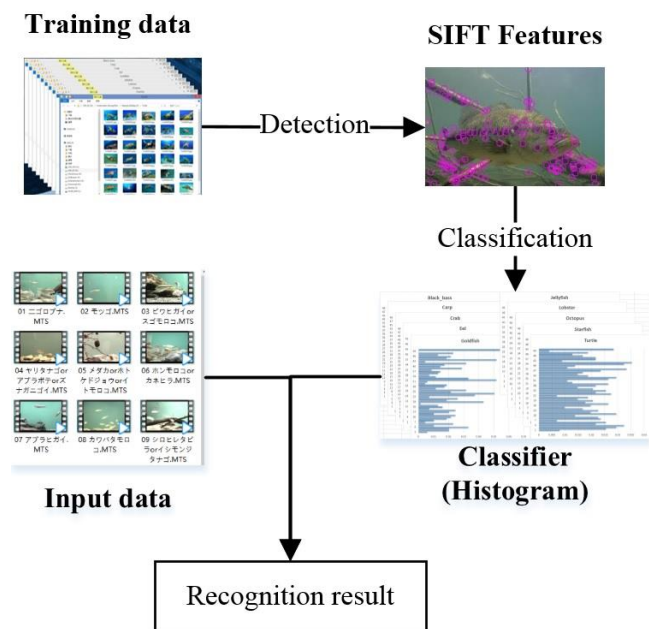 Training data
SIFT Features
Detection
Classification
01 ニゴロブナ.
MTS
02 モツゴ.MTS
03 ビワヒガイor
スゴモロコ.MTS
04 ヤリタナゴor
アブラボテorズ
ナガニゴイ.MTS
05 メダカorホト
ケドジョウorイ
トモロコ.MTS
06 ホンモロコor
カネヒラ.MTS
07 アブラヒガイ.
MTS
08 カワバタモロ
コ.MTS
09 シロヒレタビ
ラorイシモンジ
タナゴ.MTS
Input data
Black_bass
Carp
Crab
Eel
Goldfish
Jellyfish
Lobster
Octopus
Starfish
Turtle
Classifier
(Histogram)
Recognition result